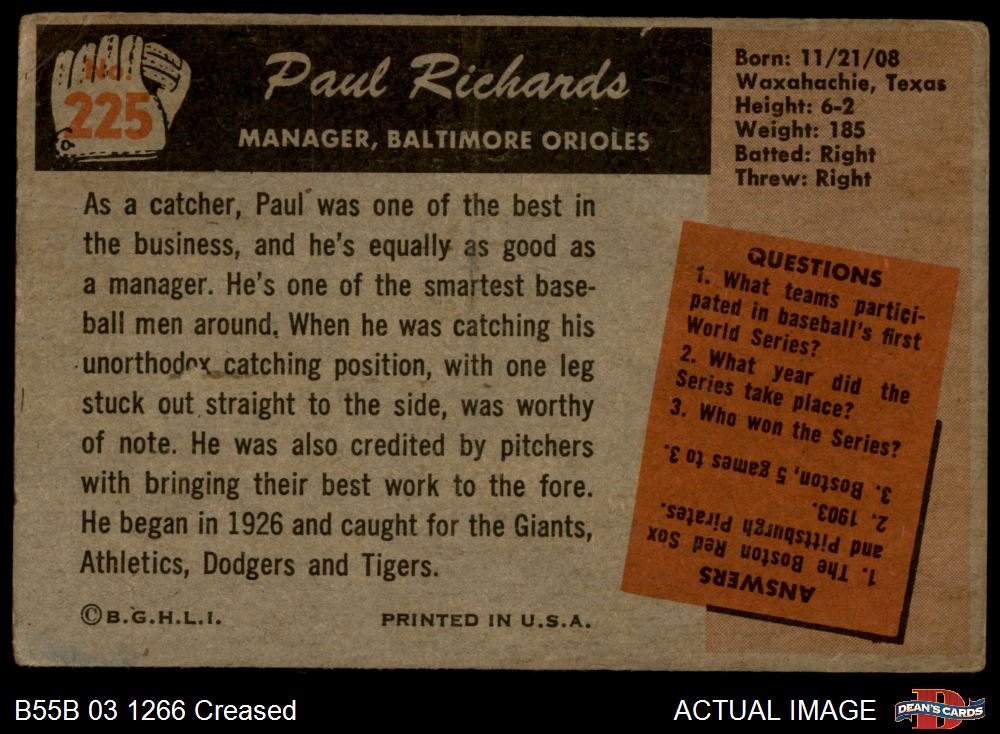 No.
225
Paul Richards
MANAGER, BALTIMORE ORIOLES
Born: 11/21/08
Waxahachie, Texas
Height: 6-2
Weight: 185
Batted: Right
Threw: Right
As a catcher, Paul was one of the best in
the business, and he's equally as good as
a manager. He's one of the smartest base-
ball men around. When he was catching his
unorthodox catching position, with one leg
stuck out straight to the side, was worthy
of note. He was also credited by pitchers
with bringing their best work to the fore.
He began in 1926 and caught for the Giants,
Athletics, Dodgers and Tigers.
©B.G.H.L.I.
PRINTED IN U.S.A.
QUESTIONS
1. What teams partici-
pated in baseball's first
World Series?
2. What year did the
Series take place?
3. Who won the Series?
ANSWERS
1. The Boston Red Sox
and Pittsburgh Pirates.
2. 1903.
3. Boston, 5 games to 3.
B55B 03 1266 Creased
ACTUAL IMAGE
DEAN'S CARDS